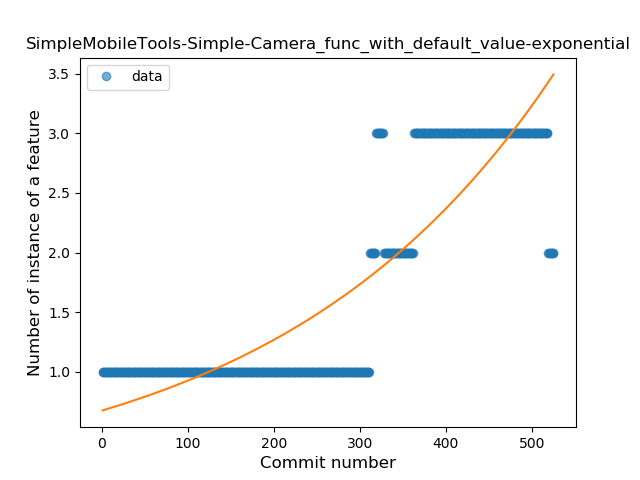 SimpleMobileTools-Simple-Camera_func_with_default_value-exponential
data
Number of instance of a feature
3.5
3.0
2.5
2.0
1.5
1.0
0 100 200 300 400 500
Commit number